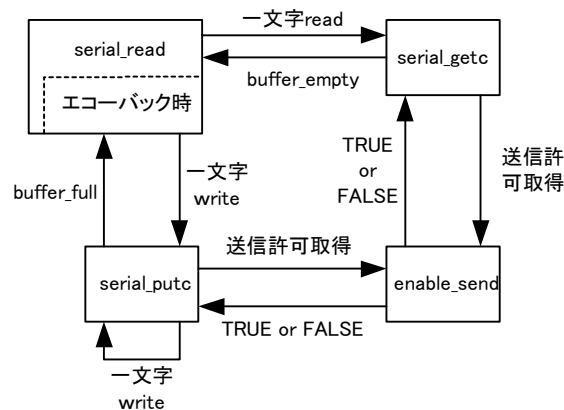 一文字read
serial_read
serial_getc
buffer_empty
エコーバック時
TRUE
or
FALSE
送信許
可取得
buffer_full
一文字
write
送信許可取得
serial_putc
enable_send
TRUE or FALSE
一文字
write